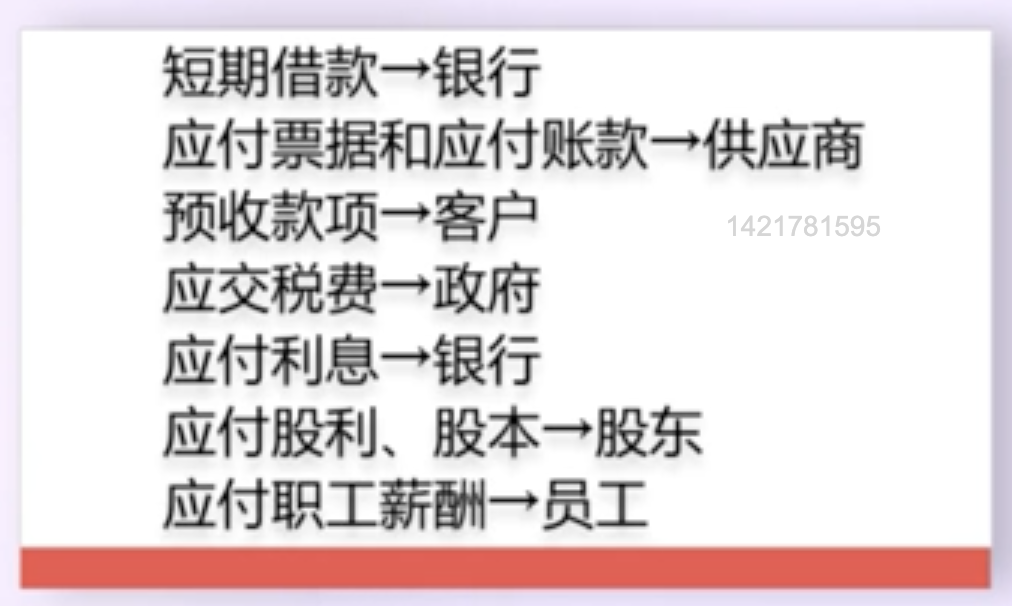 短期借款→银行
应付票据和应付账款→供应商
预收款项→客户
1421781595
应交税费→政府
应付利息→银行
应付股利、股本→股东
应付职工薪酬→员工